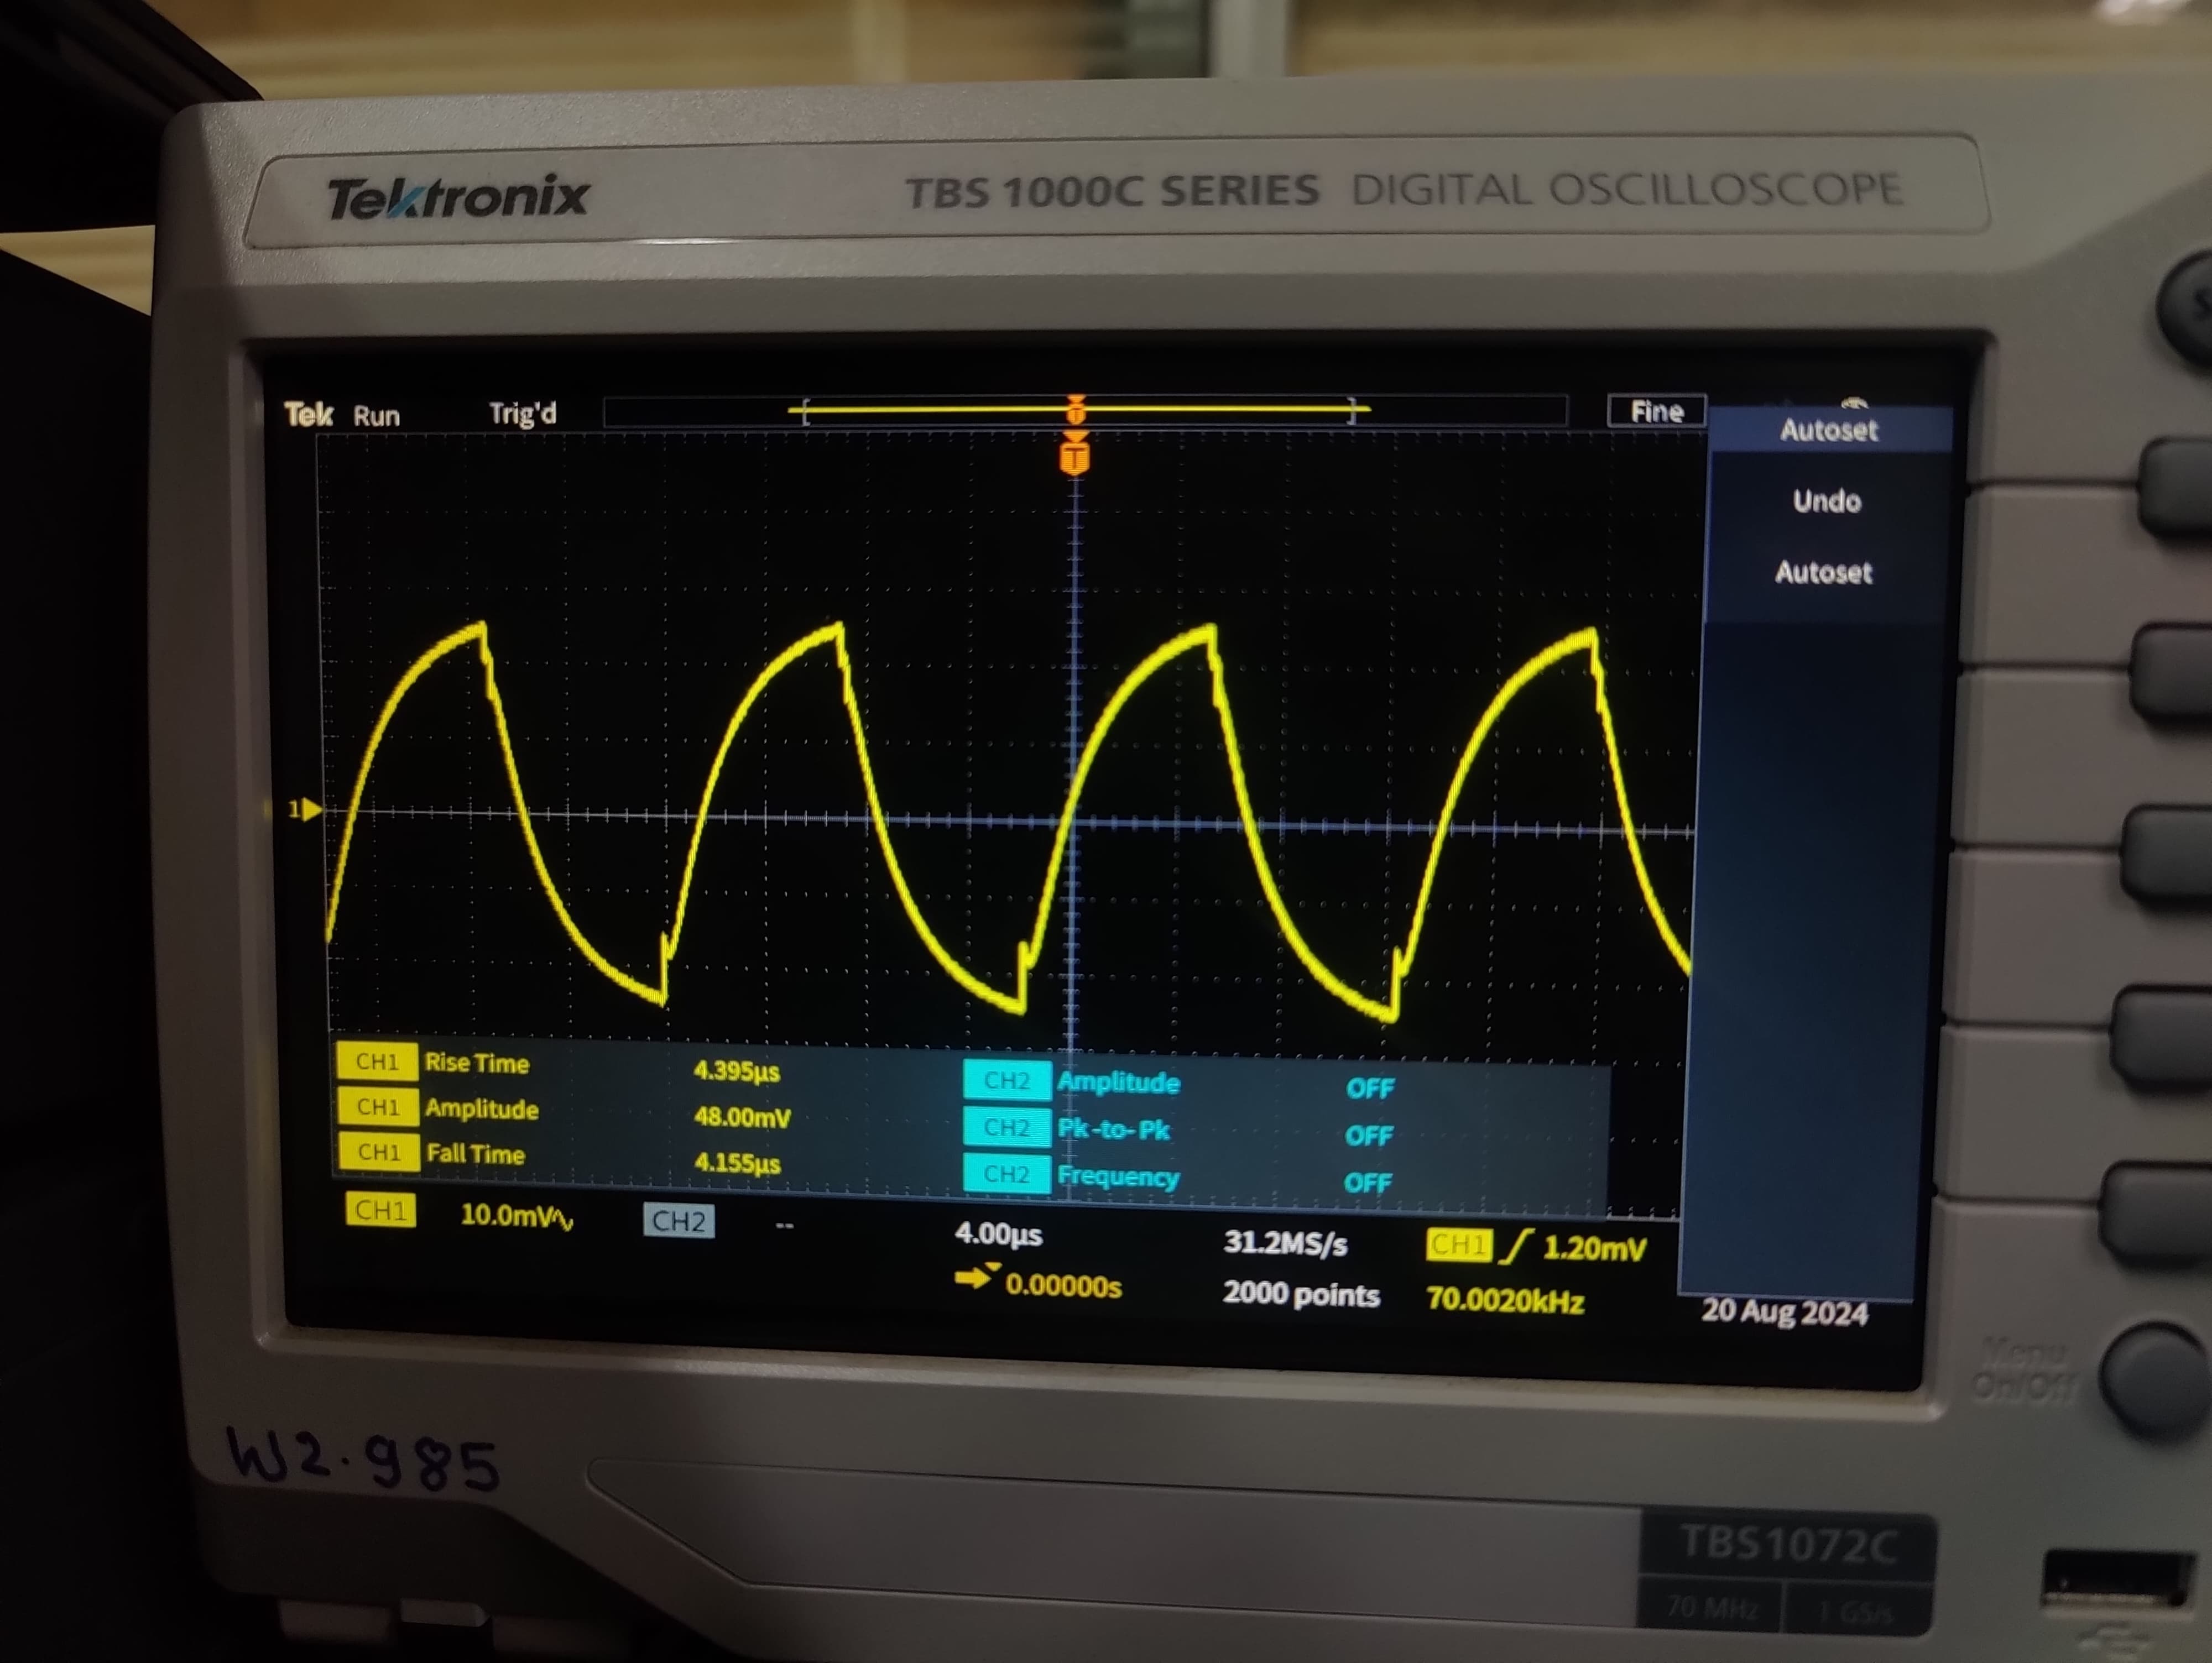 Tektronix
TBS 1000C SERIES DIGITAL OSCILLOSCOPE
Tek Run Trig'd Fine
T
T
Autoset
Undo
Autoset
1
CH1 Rise Time 4.395µs CH2 Amplitude OFF
CH1 Amplitude 48.00mV CH2 Pk-to-Pk OFF
CH1 Fall Time 4.155µs CH2 Frequency OFF
CH1 10.0mV CH2 -- 4.00µs 31.2MS/s CH1 1.20mV
0.00000s 2000 points 70.0020kHz
20 Aug 2024
Menu
On/Off
W2.985
TBS1072C
70 MHz 1 GS/s